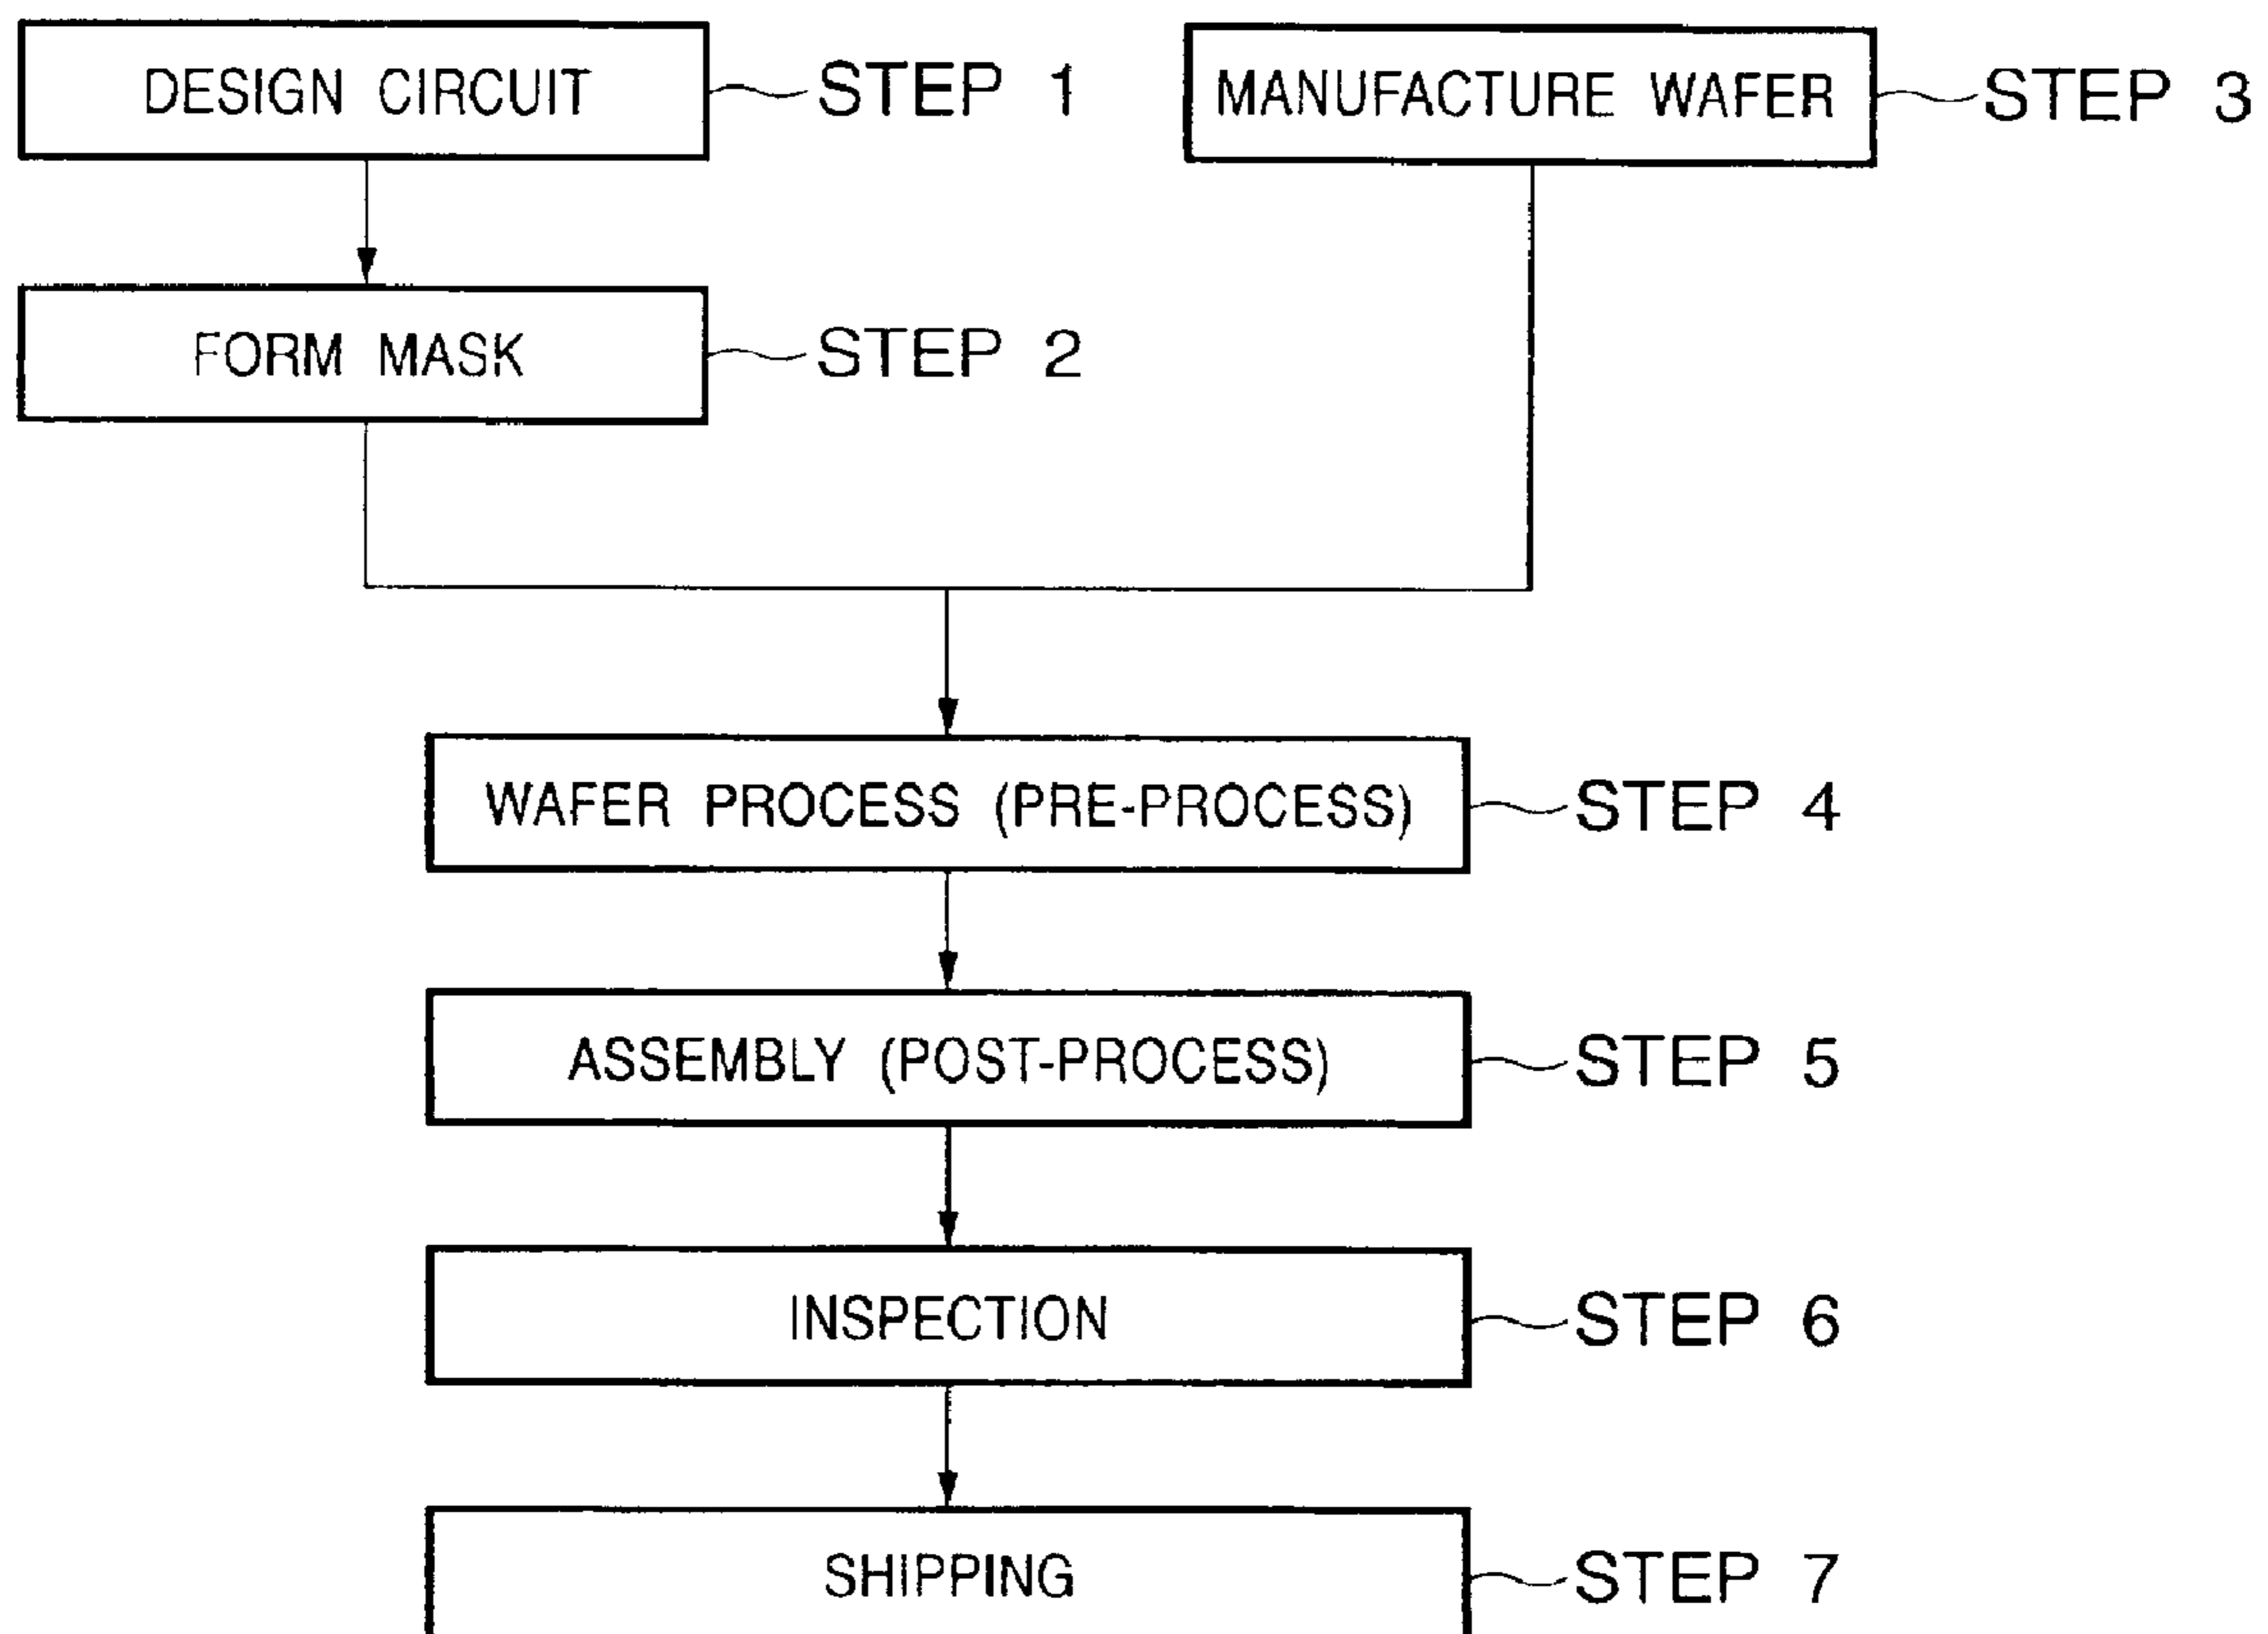 DESIGN CIRCUIT
STEP 1
MANUFACTURE WAFER
STEP 3
FORM MASK
STEP 2
WAFER PROCESS (PRE-PROCESS)
STEP 4
ASSEMBLY (POST-PROCESS)
STEP 5
INSPECTION
STEP 6
SHIPPING
STEP 7